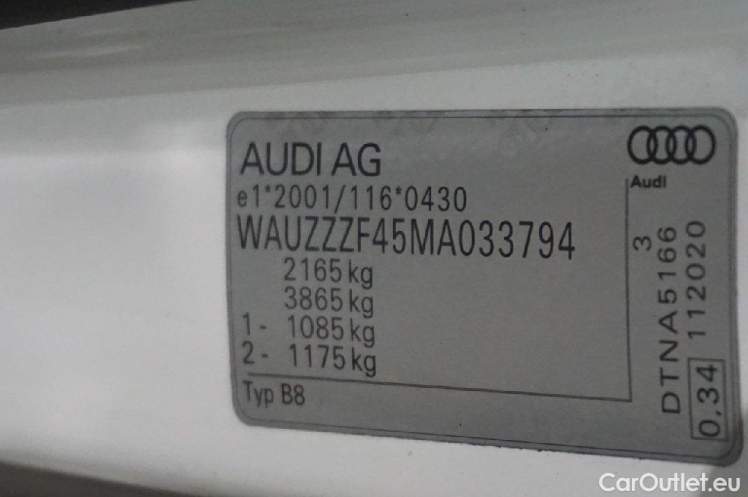 AUDI AG
e1*2001/116*0430
WAUZZZF45MA033794
2165 kg
3865 kg
1- 1085 kg
2- 1175 kg
Typ B8
Audi
3
DTNA5166
112020
0.34
CarOutlet.eu